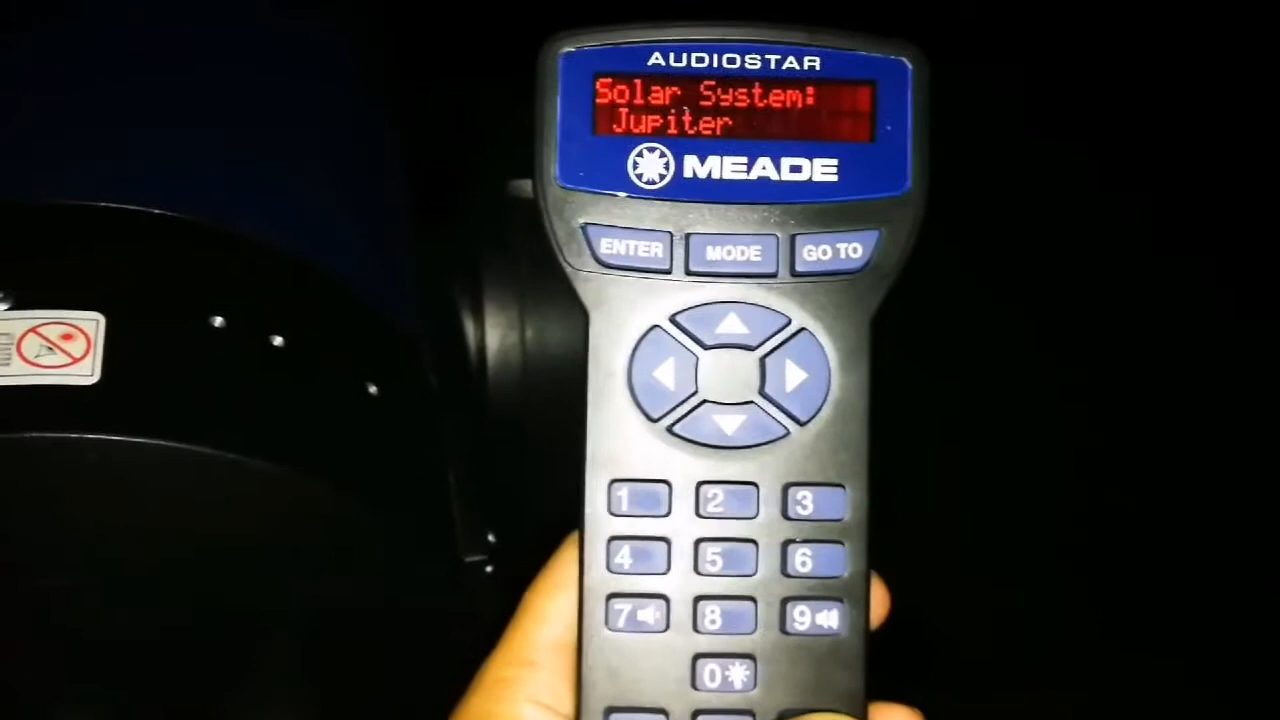 AUDIOSTAR
Solar System:
Jupiter
MEADE
ENTER MODE GO TO
1 2 3
4 5 6
7 8 9
0